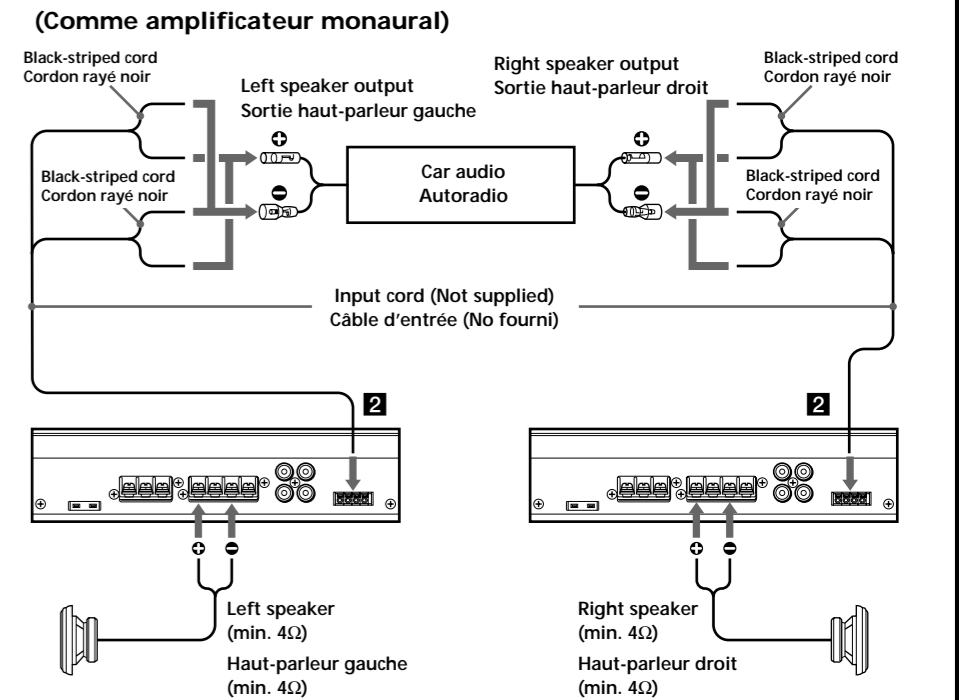 (Comme amplificateur monaural)
Black-striped cord
Cordon rayé noir
Left speaker output
Sortie haut-parleur gauche
Right speaker output
Sortie haut-parleur droit
Black-striped cord
Cordon rayé noir
Black-striped cord
Cordon rayé noir
Car audio
Autoradio
Black-striped cord
Cordon rayé noir
Input cord (Not supplied)
Câble d'entrée (No fourni)
2
2
Left speaker
(min. 4Ω)
Haut-parleur gauche
(min. 4Ω)
Right speaker
(min. 4Ω)
Haut-parleur droit
(min. 4Ω)